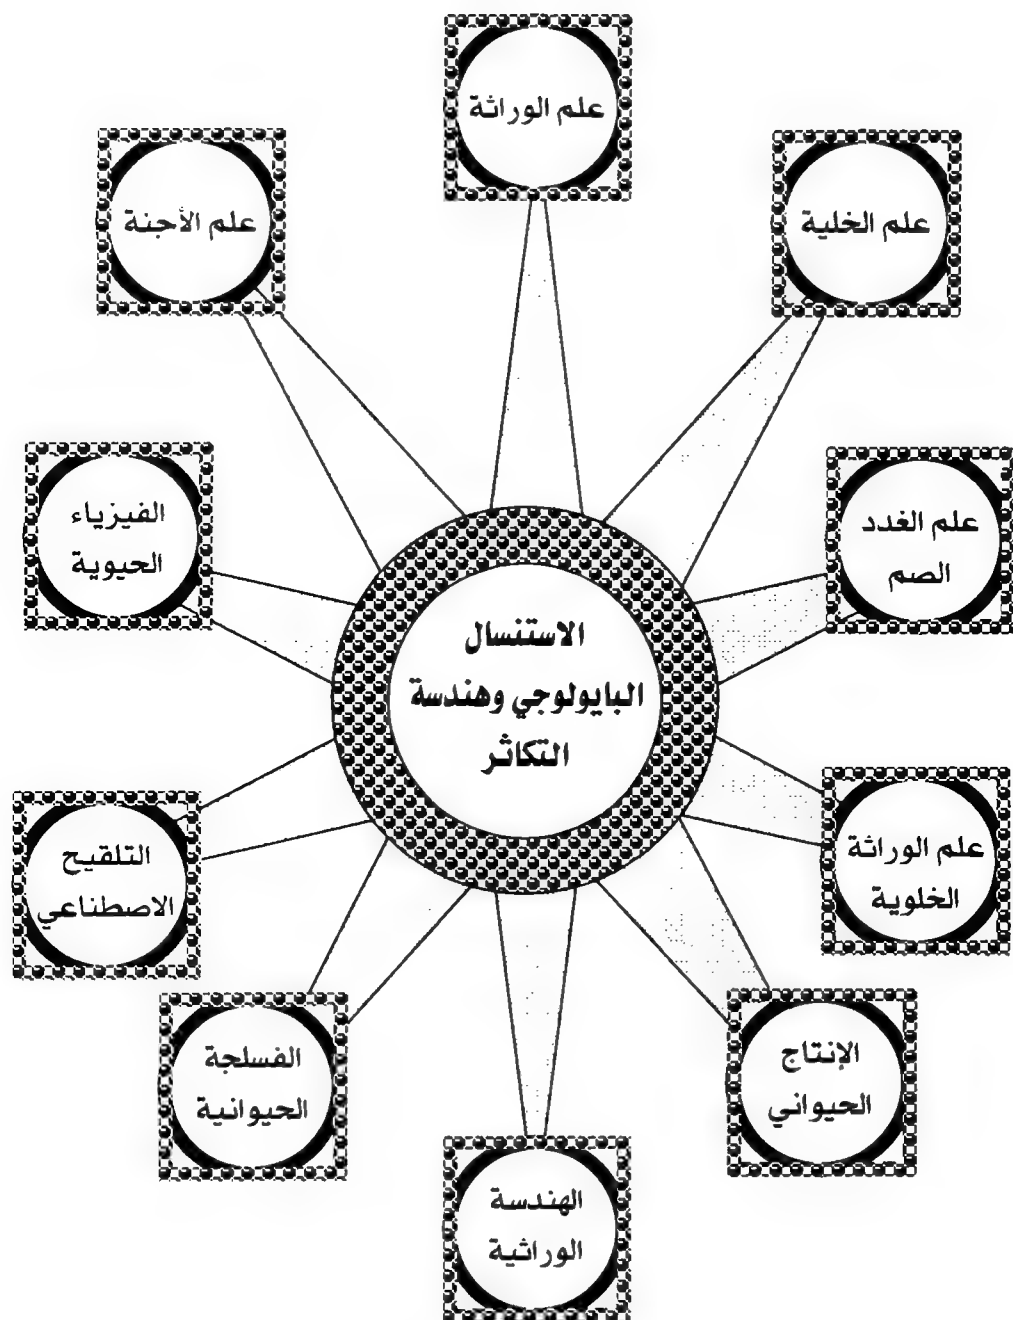 علم الوراثة
علم الخلية
علم الأجنة
علم الغدد
الصم
الفيزياء
الحيوية
الاستنسال
البايولوجي وهندسة
التكاثر
علم الوراثة
الخلوية
التلقيح
الاصطناعي
الإنتاج
الحيواني
الفسلجة
الحيوانية
الهندسة
الوراثية